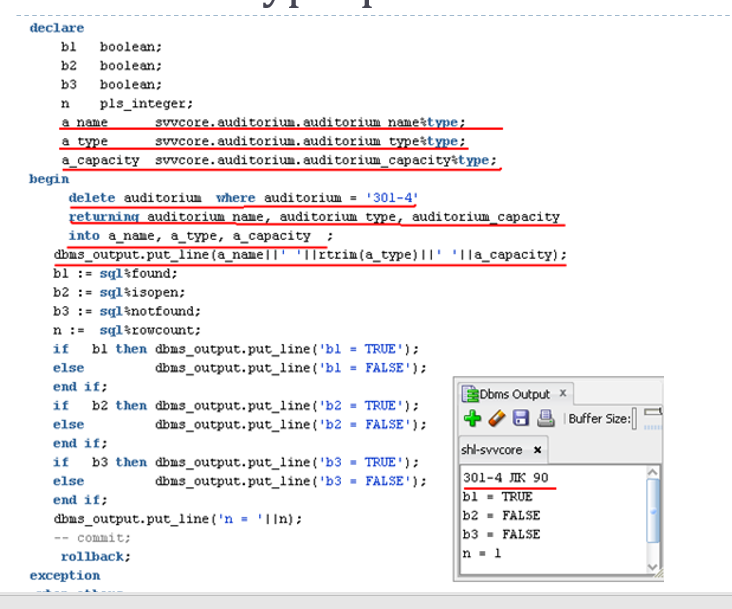 declare
b1 boolean;
b2 boolean;
b3 boolean;
n pls_integer;
a_name svvcore.auditorium.auditorium_name%type;
a_type svvcore.auditorium.auditorium_type%type;
a_capacity svvcore.auditorium.auditorium_capacity%type;
begin
delete auditorium where auditorium = '301-4'
returning auditorium_name, auditorium_type, auditorium_capacity
into a_name, a_type, a_capacity ;
dbms_output.put_line(a_name||' '||rtrim(a_type)||' '||a_capacity);
b1 := sql%found;
b2 := sql%isopen;
b3 := sql%notfound;
n := sql%rowcount;
if b1 then dbms_output.put_line('b1 = TRUE');
else dbms_output.put_line('b1 = FALSE');
end if;
if b2 then dbms_output.put_line('b2 = TRUE');
else dbms_output.put_line('b2 = FALSE');
end if;
if b3 then dbms_output.put_line('b3 = TRUE');
else dbms_output.put_line('b3 = FALSE');
end if;
dbms_output.put_line('n = '||n);
-- commit;
rollback;
exception
Dbms Output x
Buffer Size:
shl-svvcore x
301-4 ЛК 90
b1 = TRUE
b2 = FALSE
b3 = FALSE
n = 1